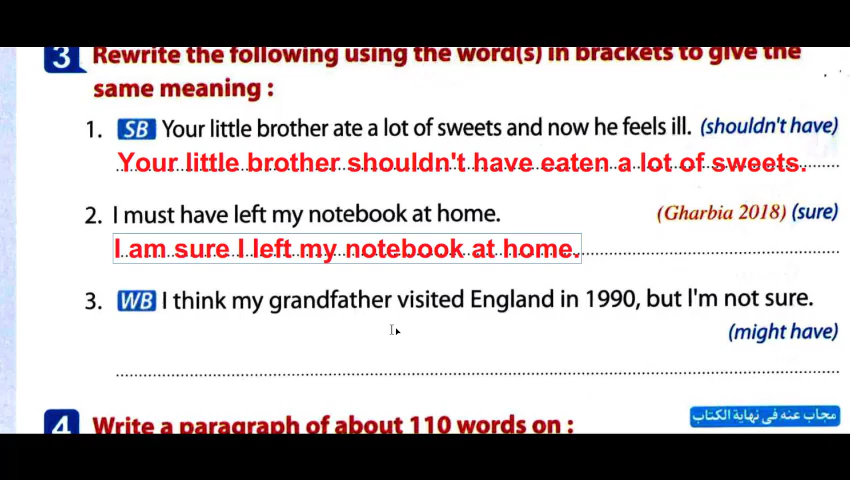 3 Rewrite the following using the word(s) in brackets to give the
same meaning :
1. SB Your little brother ate a lot of sweets and now he feels ill. (shouldn't have)
Your little brother shouldn't have eaten a lot of sweets.
2. I must have left my notebook at home. (Gharbia 2018) (sure)
I am sure I left my notebook at home.
3. WB I think my grandfather visited England in 1990, but I'm not sure.
(might have)
مجاب عنه فى نهاية الكتاب
4 Write a paragraph of about 110 words on :